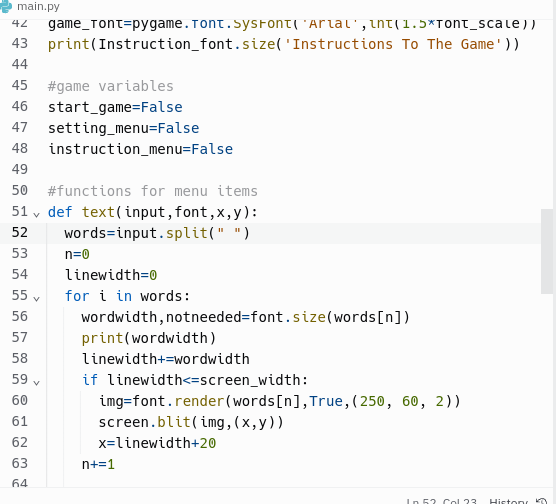 main.py
42 game_font=pygame.font.SysFont('Arial',int(1.5*font_scale))
43 print(Instruction_font.size('Instructions To The Game'))
44
45 #game variables
46 start_game=False
47 setting_menu=False
48 instruction_menu=False
49
50 #functions for menu items
51 def text(input,font,x,y):
52   words=input.split(" ")
53   n=0
54   linewidth=0
55   for i in words:
56     wordwidth,notneeded=font.size(words[n])
57     print(wordwidth)
58     linewidth+=wordwidth
59     if linewidth<=screen_width:
60       img=font.render(words[n],True,(250, 60, 2))
61       screen.blit(img,(x,y))
62       x=linewidth+20
63     n+=1
64
Ln 52, Col 23 History